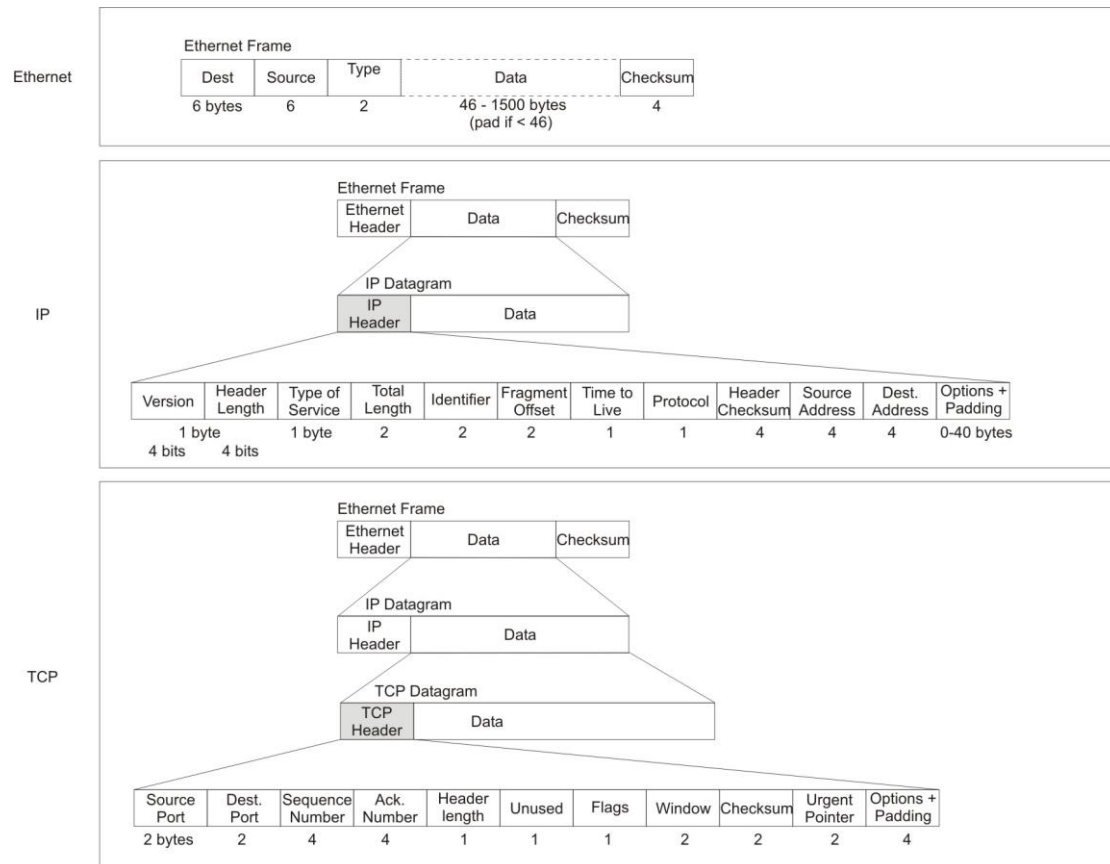 Ethernet
Ethernet Frame
Dest Source Type Data Checksum
6 bytes 6 2 46 - 1500 bytes 4
(pad if < 46)
IP
Ethernet Frame
Ethernet
Header Data Checksum
IP Datagram
IP
Header Data
Version Header
Length Type of
Service Total
Length Identifier Fragment
Offset Time to
Live Protocol Header
Checksum Source
Address Dest.
Address Options +
Padding
1 byte 1 byte 2 2 2 1 1 4 4 4 0-40 bytes
4 bits 4 bits
TCP
Ethernet Frame
Ethernet
Header Data Checksum
IP Datagram
IP
Header Data
TCP Datagram
TCP
Header Data
Source
Port Dest.
Port Sequence
Number Ack.
Number Header
length Unused Flags Window Checksum Urgent
Pointer Options +
Padding
2 bytes 2 4 4 1 1 1 2 2 2 4